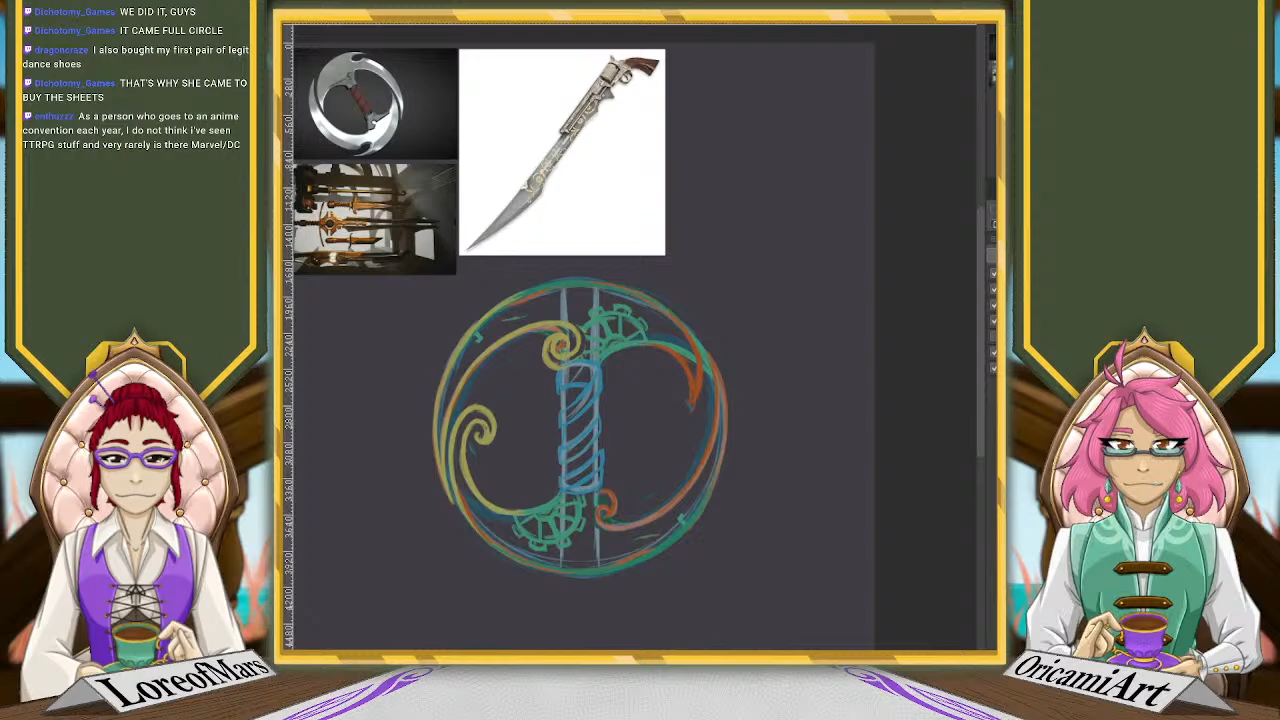 Dichotomy_Games: WE DID IT, GUYS
Dichotomy_Games: IT CAME FULL CIRCLE
dragoncraze: I also bought my first pair of legit
dance shoes
Dichotomy_Games: THAT'S WHY SHE CAME TO
BUY THE SHEETS
enthuzzz: As a person who goes to an anime
convention each year, I do not think i've seen
TTRPG stuff and very rarely is there Marvel/DC
LoreofMars
OricamiArt